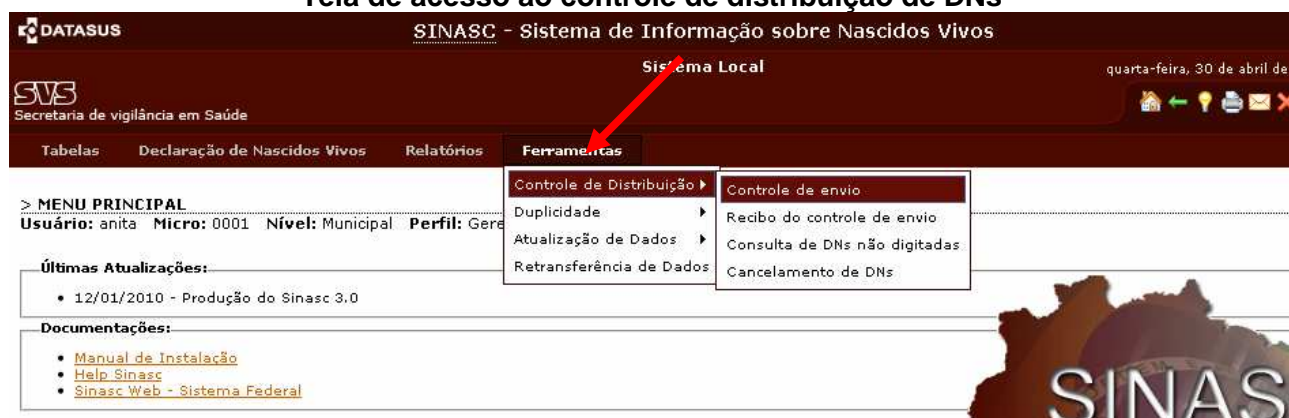 Tela de acesso ao controle de distribuição de DNs
DATASUS
SINASC - Sistema de Informação sobre Nascidos Vivos
Sistema Local
quarta-feira, 30 de abril de
SVS
Secretaria de vigilância em Saúde
Tabelas Declaração de Nascidos Vivos Relatórios Ferramentas
Controle de Distribuição
Duplicidade
Atualização de Dados
Retransferência de Dados
Controle de envio
Recibo do controle de envio
Consulta de DNs não digitadas
Cancelamento de DNs
> MENU PRINCIPAL
Usuário: anita Micro: 0001 Nível: Municipal Perfil: Gere
Últimas Atualizações:
• 12/01/2010 - Produção do Sinasc 3.0
Documentações:
• Manual de Instalação
• Help Sinasc
• Sinasc Web - Sistema Federal
SINAS